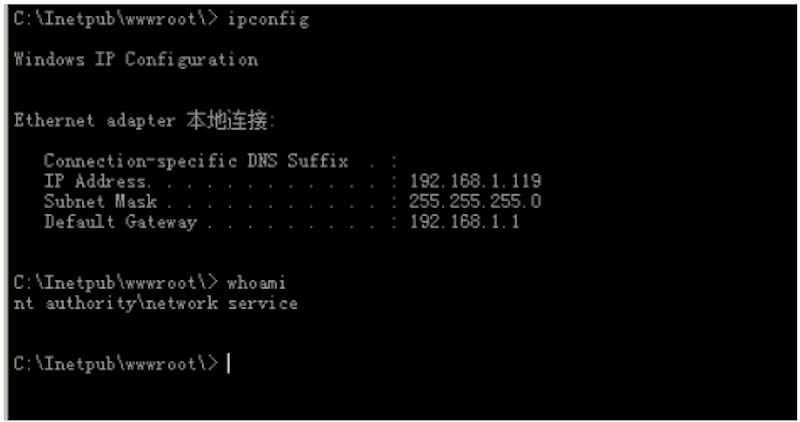 C:\Inetpub\wwwroot\> ipconfig
Windows IP Configuration
Ethernet adapter 本地连接:
Connection-specific DNS Suffix . :
IP Address. . . . . . . . . . . . : 192.168.1.119
Subnet Mask . . . . . . . . . . . : 255.255.255.0
Default Gateway . . . . . . . . . : 192.168.1.1
C:\Inetpub\wwwroot\> whoami
nt authority\network service
C:\Inetpub\wwwroot\>